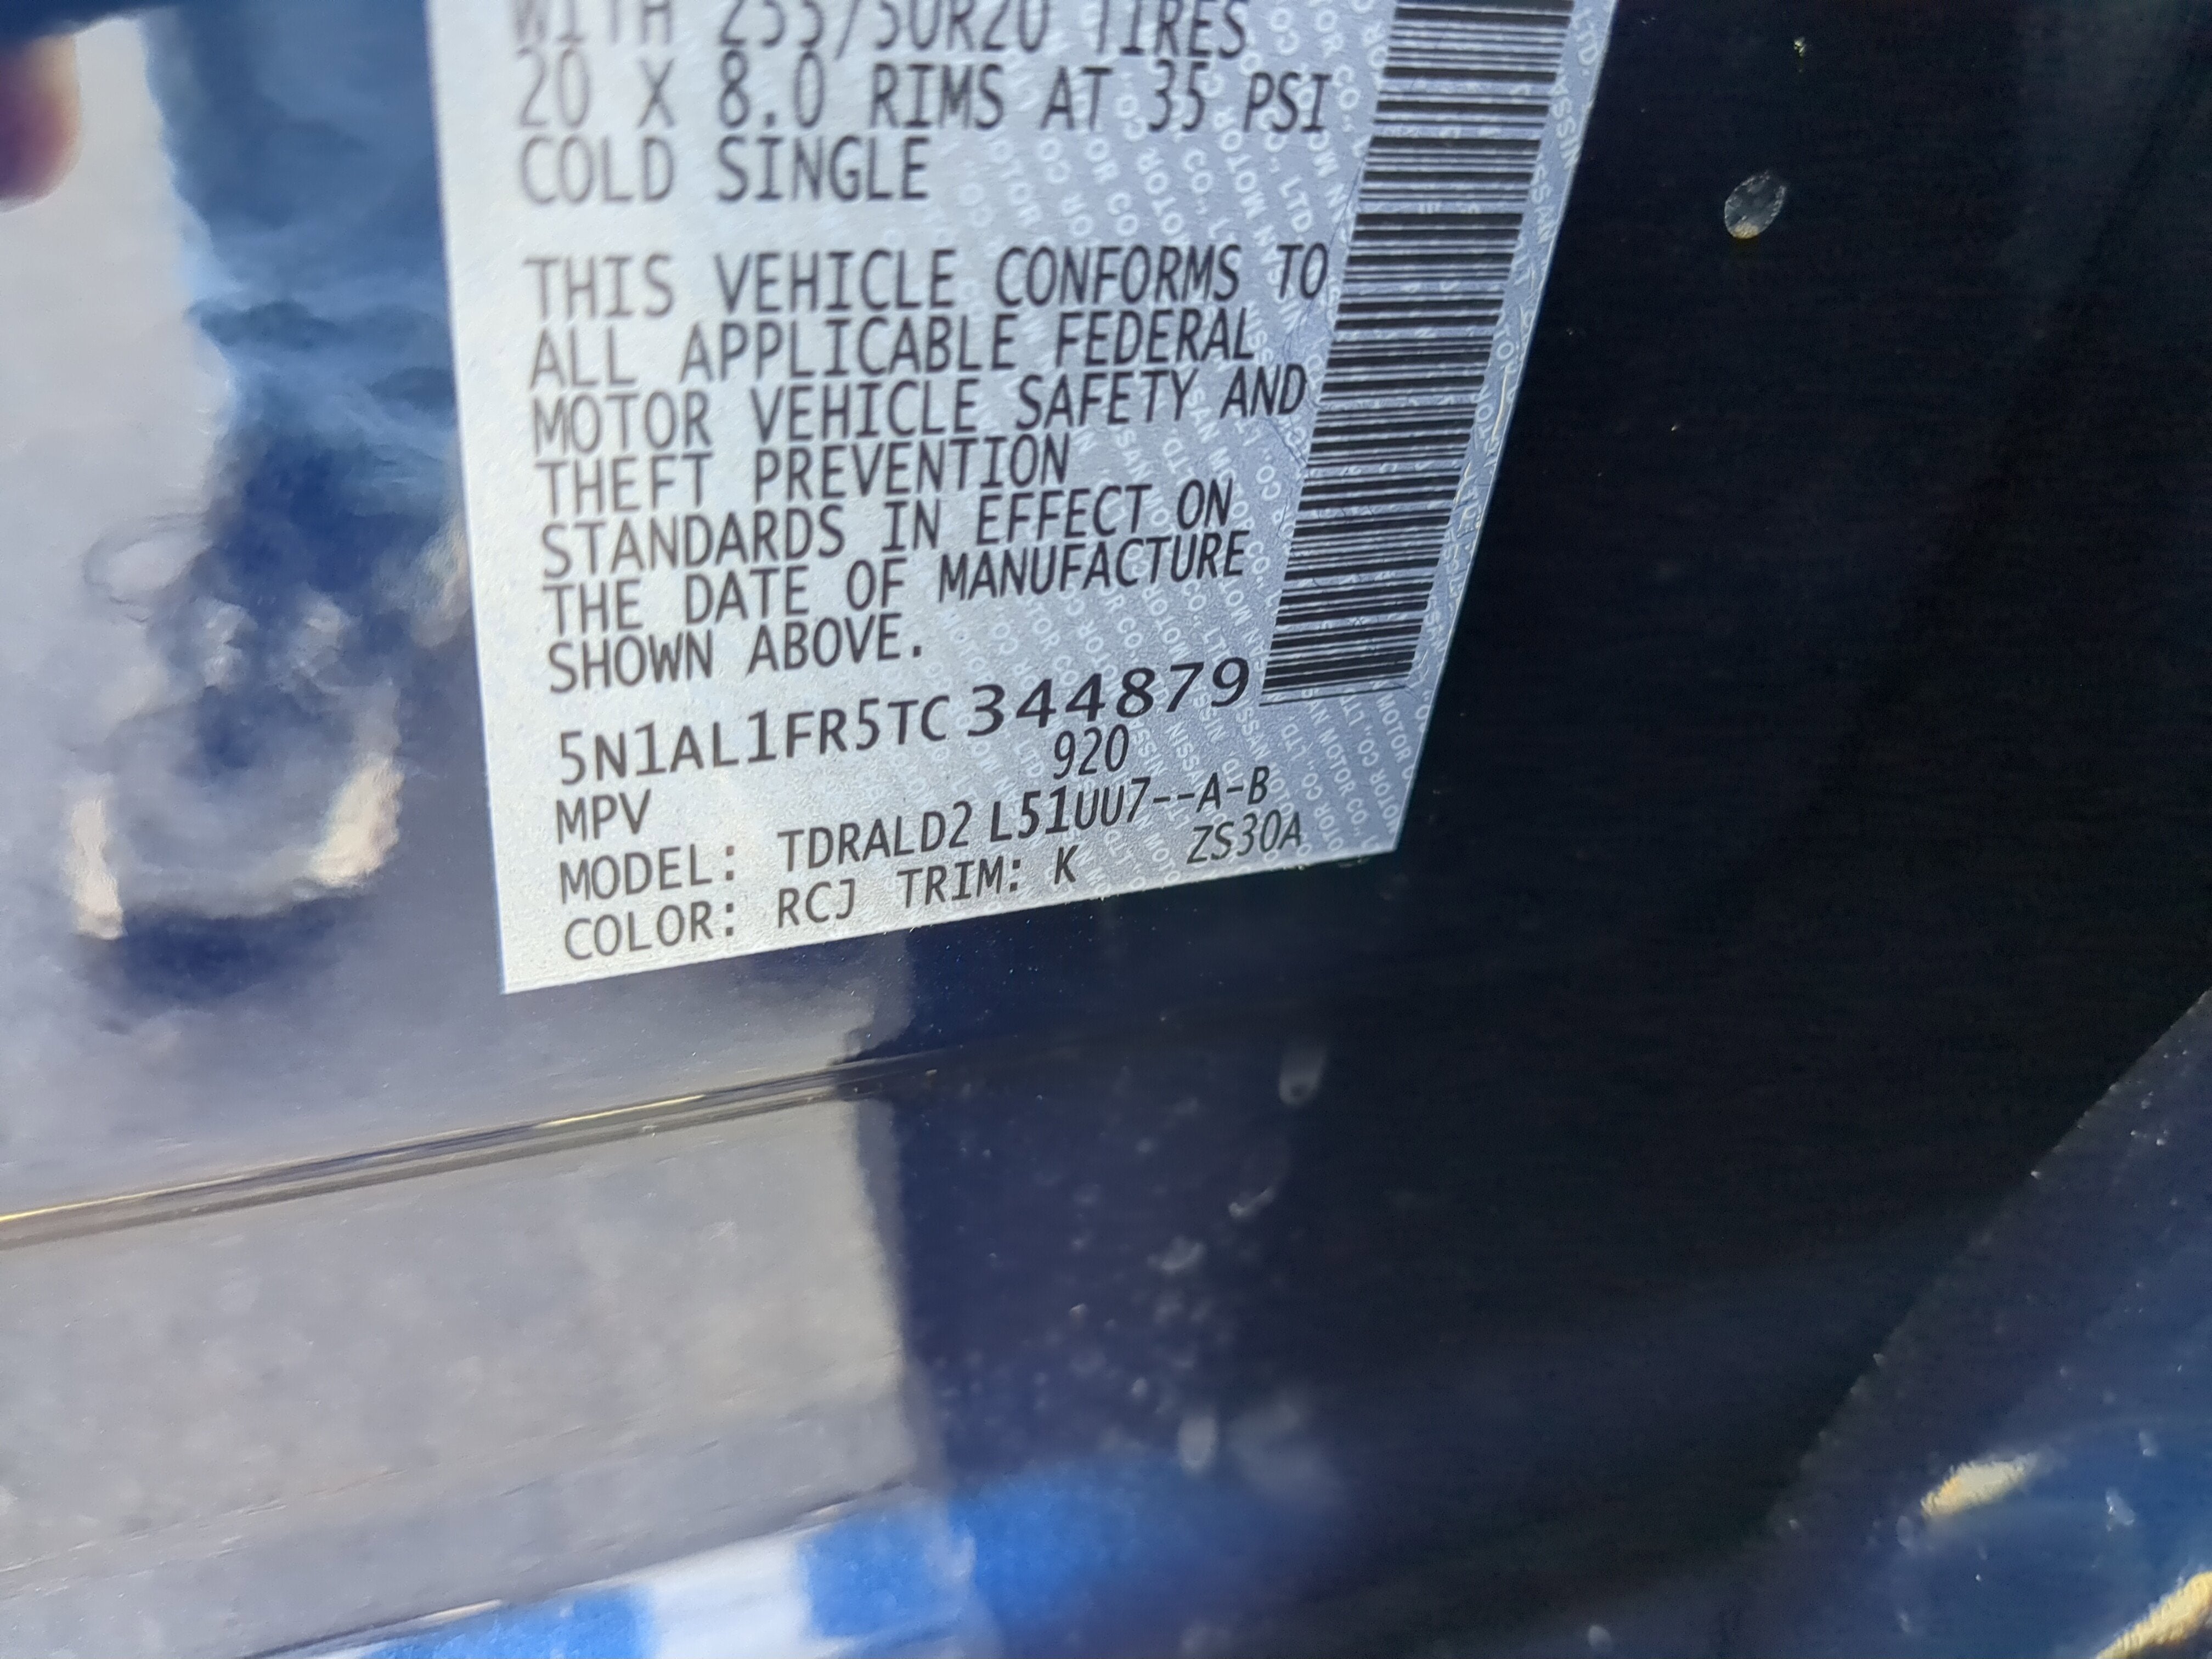 WITH 255/50R20 TIRES
20 X 8.0 RIMS AT 35 PSI
COLD SINGLE
THIS VEHICLE CONFORMS TO
ALL APPLICABLE FEDERAL
MOTOR VEHICLE SAFETY AND
THEFT PREVENTION
STANDARDS IN EFFECT ON
THE DATE OF MANUFACTURE
SHOWN ABOVE.
5N1AL1FR5TC344879
920
MPV
MODEL: TDRALD2 L51UU7--A-B
COLOR: RCJ TRIM: K ZS30A